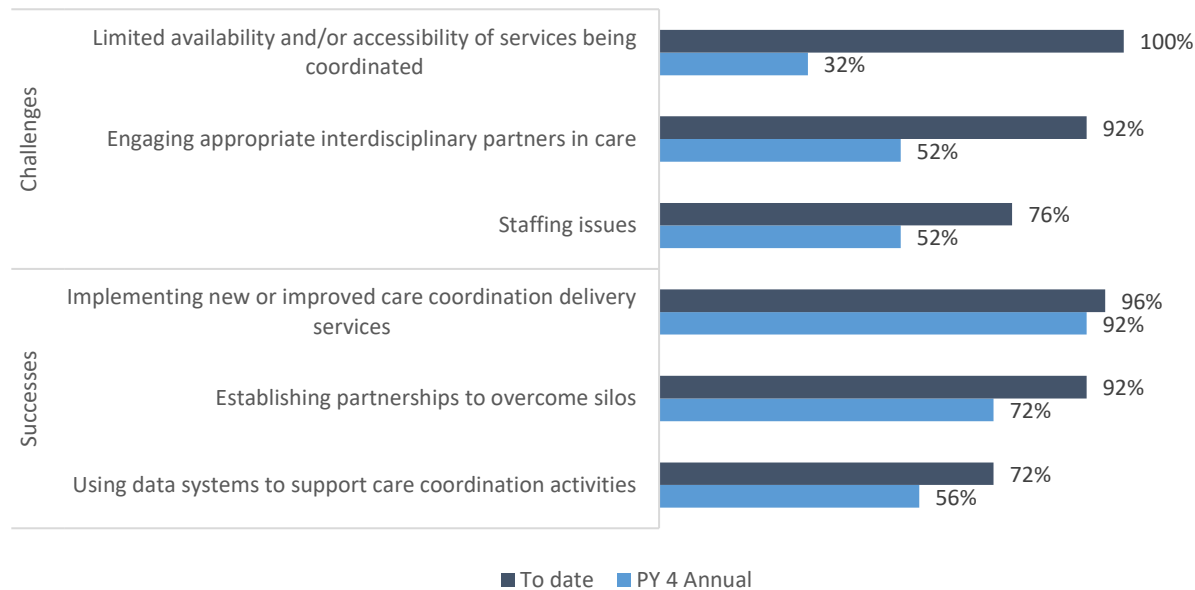 Challenges
Limited availability and/or accessibility of services being
coordinated
100%
32%
Engaging appropriate interdisciplinary partners in care
92%
52%
Staffing issues
76%
52%
Successes
Implementing new or improved care coordination delivery
services
96%
92%
Establishing partnerships to overcome silos
92%
72%
Using data systems to support care coordination activities
72%
56%
To date
PY 4 Annual